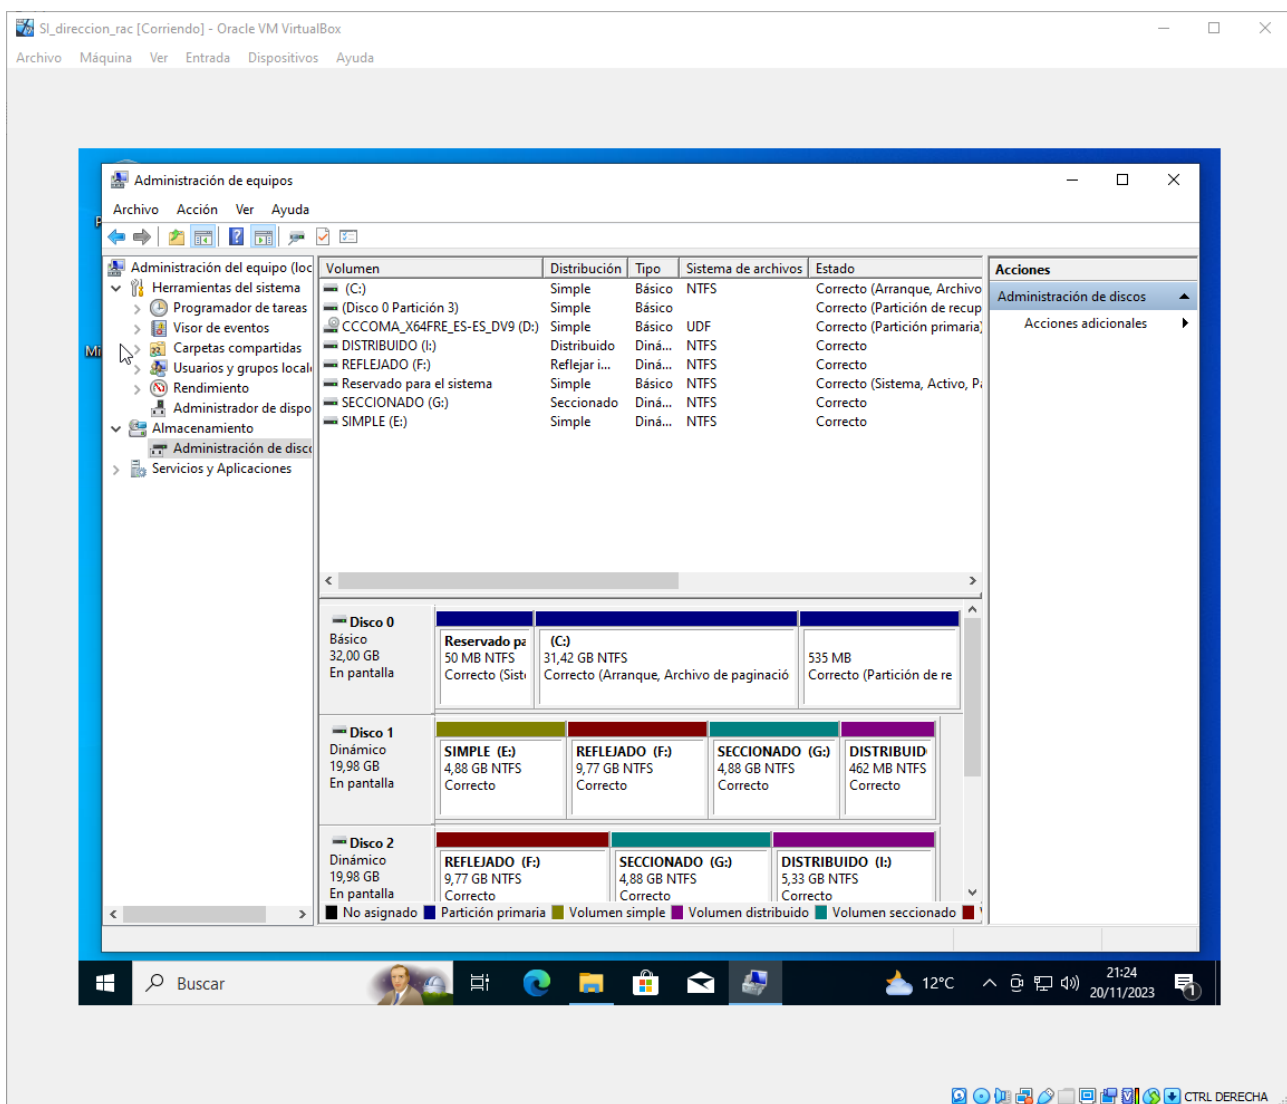 SI_direccion_rac [Corriendo] - Oracle VM VirtualBox
Archivo Máquina Ver Entrada Dispositivos Ayuda
Administración de equipos
Archivo Acción Ver Ayuda
Administración del equipo (loc
Herramientas del sistema
Programador de tareas
Visor de eventos
Carpetas compartidas
Usuarios y grupos local
Rendimiento
Administrador de dispo
Almacenamiento
Administración de disc
Servicios y Aplicaciones
Volumen Distribución Tipo Sistema de archivos Estado
(C:) Simple Básico NTFS Correcto (Arranque, Archivo
(Disco 0 Partición 3) Simple Básico Correcto (Partición de recup
CCCOMA_X64FRE_ES-ES_DV9 (D:) Simple Básico UDF Correcto (Partición primaria)
DISTRIBUIDO (I:) Distribuido Diná... NTFS Correcto
REFLEJADO (F:) Reflejar i... Diná... NTFS Correcto
Reservado para el sistema Simple Básico NTFS Correcto (Sistema, Activo, Pa
SECCIONADO (G:) Seccionado Diná... NTFS Correcto
SIMPLE (E:) Simple Diná... NTFS Correcto
Acciones
Administración de discos
Acciones adicionales
Disco 0
Básico
32,00 GB
En pantalla
Reservado pa
50 MB NTFS
Correcto (Sist
(C:)
31,42 GB NTFS
Correcto (Arranque, Archivo de paginació
535 MB
Correcto (Partición de re
Disco 1
Dinámico
19,98 GB
En pantalla
SIMPLE (E:)
4,88 GB NTFS
Correcto
REFLEJADO (F:)
9,77 GB NTFS
Correcto
SECCIONADO (G:)
4,88 GB NTFS
Correcto
DISTRIBUID
462 MB NTFS
Correcto
Disco 2
Dinámico
19,98 GB
En pantalla
REFLEJADO (F:)
9,77 GB NTFS
Correcto
SECCIONADO (G:)
4,88 GB NTFS
Correcto
DISTRIBUIDO (I:)
5,33 GB NTFS
Correcto
No asignado Partición primaria Volumen simple Volumen distribuido Volumen seccionado
Buscar
12°C
21:24
20/11/2023
1
CTRL DERECHA